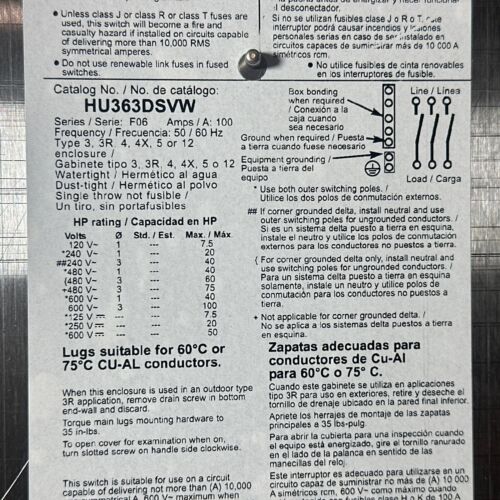 • Unless class J or class R or class T fuses are
used, this switch will become a fire and
casualty hazard if installed on circuits capable
of delivering more than 10,000 RMS
symmetrical amperes.
• Do not use renewable link fuses in fused
switches.
el desconectador.
Si no se utilizan fusibles clase J o R o T, este
interruptor podrá causar incendios y lesiones
personales serias en caso de ser instalado en
circuitos capaces de suministrar más de 10 000 A
simétricos rcm.
• No utilice fusibles de cinta renovables
en los interruptores con fusibles.
Catalog No. / No. de catálogo:
HU363DSVW
Series / Serie: F06 Amps / A: 100
Frequency / Frecuencia: 50 / 60 Hz
Type 3, 3R, 4, 4X, 5 or 12
enclosure /
Gabinete tipo 3, 3R, 4, 4X, 5 o 12
Watertight / Hermético al agua
Dust-tight / Hermético al polvo
Single throw not fusible /
Un tiro, sin portafusibles
HP rating / Capacidad en HP
Volts Ø Std. / Est. Max. / Máx.
120 V~ 1 --- 7.5
*240 V~ 1 --- 20
##240 V~ 3 --- 40
*480 V~ 1 --- 40
(480 V~ 3 --- 60
+480 V~ 3 --- 75
*600 V~ 1 --- 40
600 V~ 3 --- 100
*125 V --- 7.5
*250 V --- 20
*600 V --- 50
Box bonding
when required
/ Conexión a la
caja cuando
sea necesario
Ground when required / Puesta
a tierra cuando fuese necesario
Equipment grounding /
Puesta a tierra del
equipo
Line / Línea
Load / Carga
* Use both outer switching poles. /
Utilice los dos polos de conmutación externos.
## If corner grounded delta, install neutral and use
outer switching poles for ungrounded conductors. /
Si es un sistema delta puesto a tierra en esquina,
instale el neutro y utilice los polos de conmutación
externos para los conductores no puestos a tierra.
( For corner grounded delta only, install neutral and
use switching poles for ungrounded conductors. /
Para un sistema delta puesto a tierra en esquina
solamente, instale un neutro y utilice polos de
conmutación para los conductores no puestos a
tierra.
+ Not applicable for corner grounded delta. /
No se aplica a los sistemas delta puestos a tierra
en esquina.
Lugs suitable for 60°C or
75°C CU-AL conductors.
When this enclosure is used in an outdoor type
3R application, remove drain screw in bottom
end-wall and discard.
Torque main lugs mounting hardware to
35 in-lbs.
To open cover for examination when on,
turn slotted screw on handle side clockwise.
This switch is suitable for use on a circuit
capable of delivering not more than (A) 10,000
symmetrical A, 600 V~ maximum when
Zapatas adecuadas para
conductores de Cu-Al
para 60°C o 75° C.
Cuando este gabinete se utiliza en aplicaciones
tipo 3R para uso en exteriores, retire y deseche el
tornillo de drenaje ubicado en la pared final inferior.
Apriete los herrajes de montaje de las zapatas
principales a 35 lbs-pulg.
Para abrir la cubierta para una inspección cuando
el equipo está energizado, gire el tornillo ranurado
en el lado de la palanca en sentido de las
manecillas del reloj.
Este interruptor es adecuado para utilizarse en un
circuito capaz de suministrar no más de (A) 10 000
A simétricos rcm, 600 V~ como máximo cuando